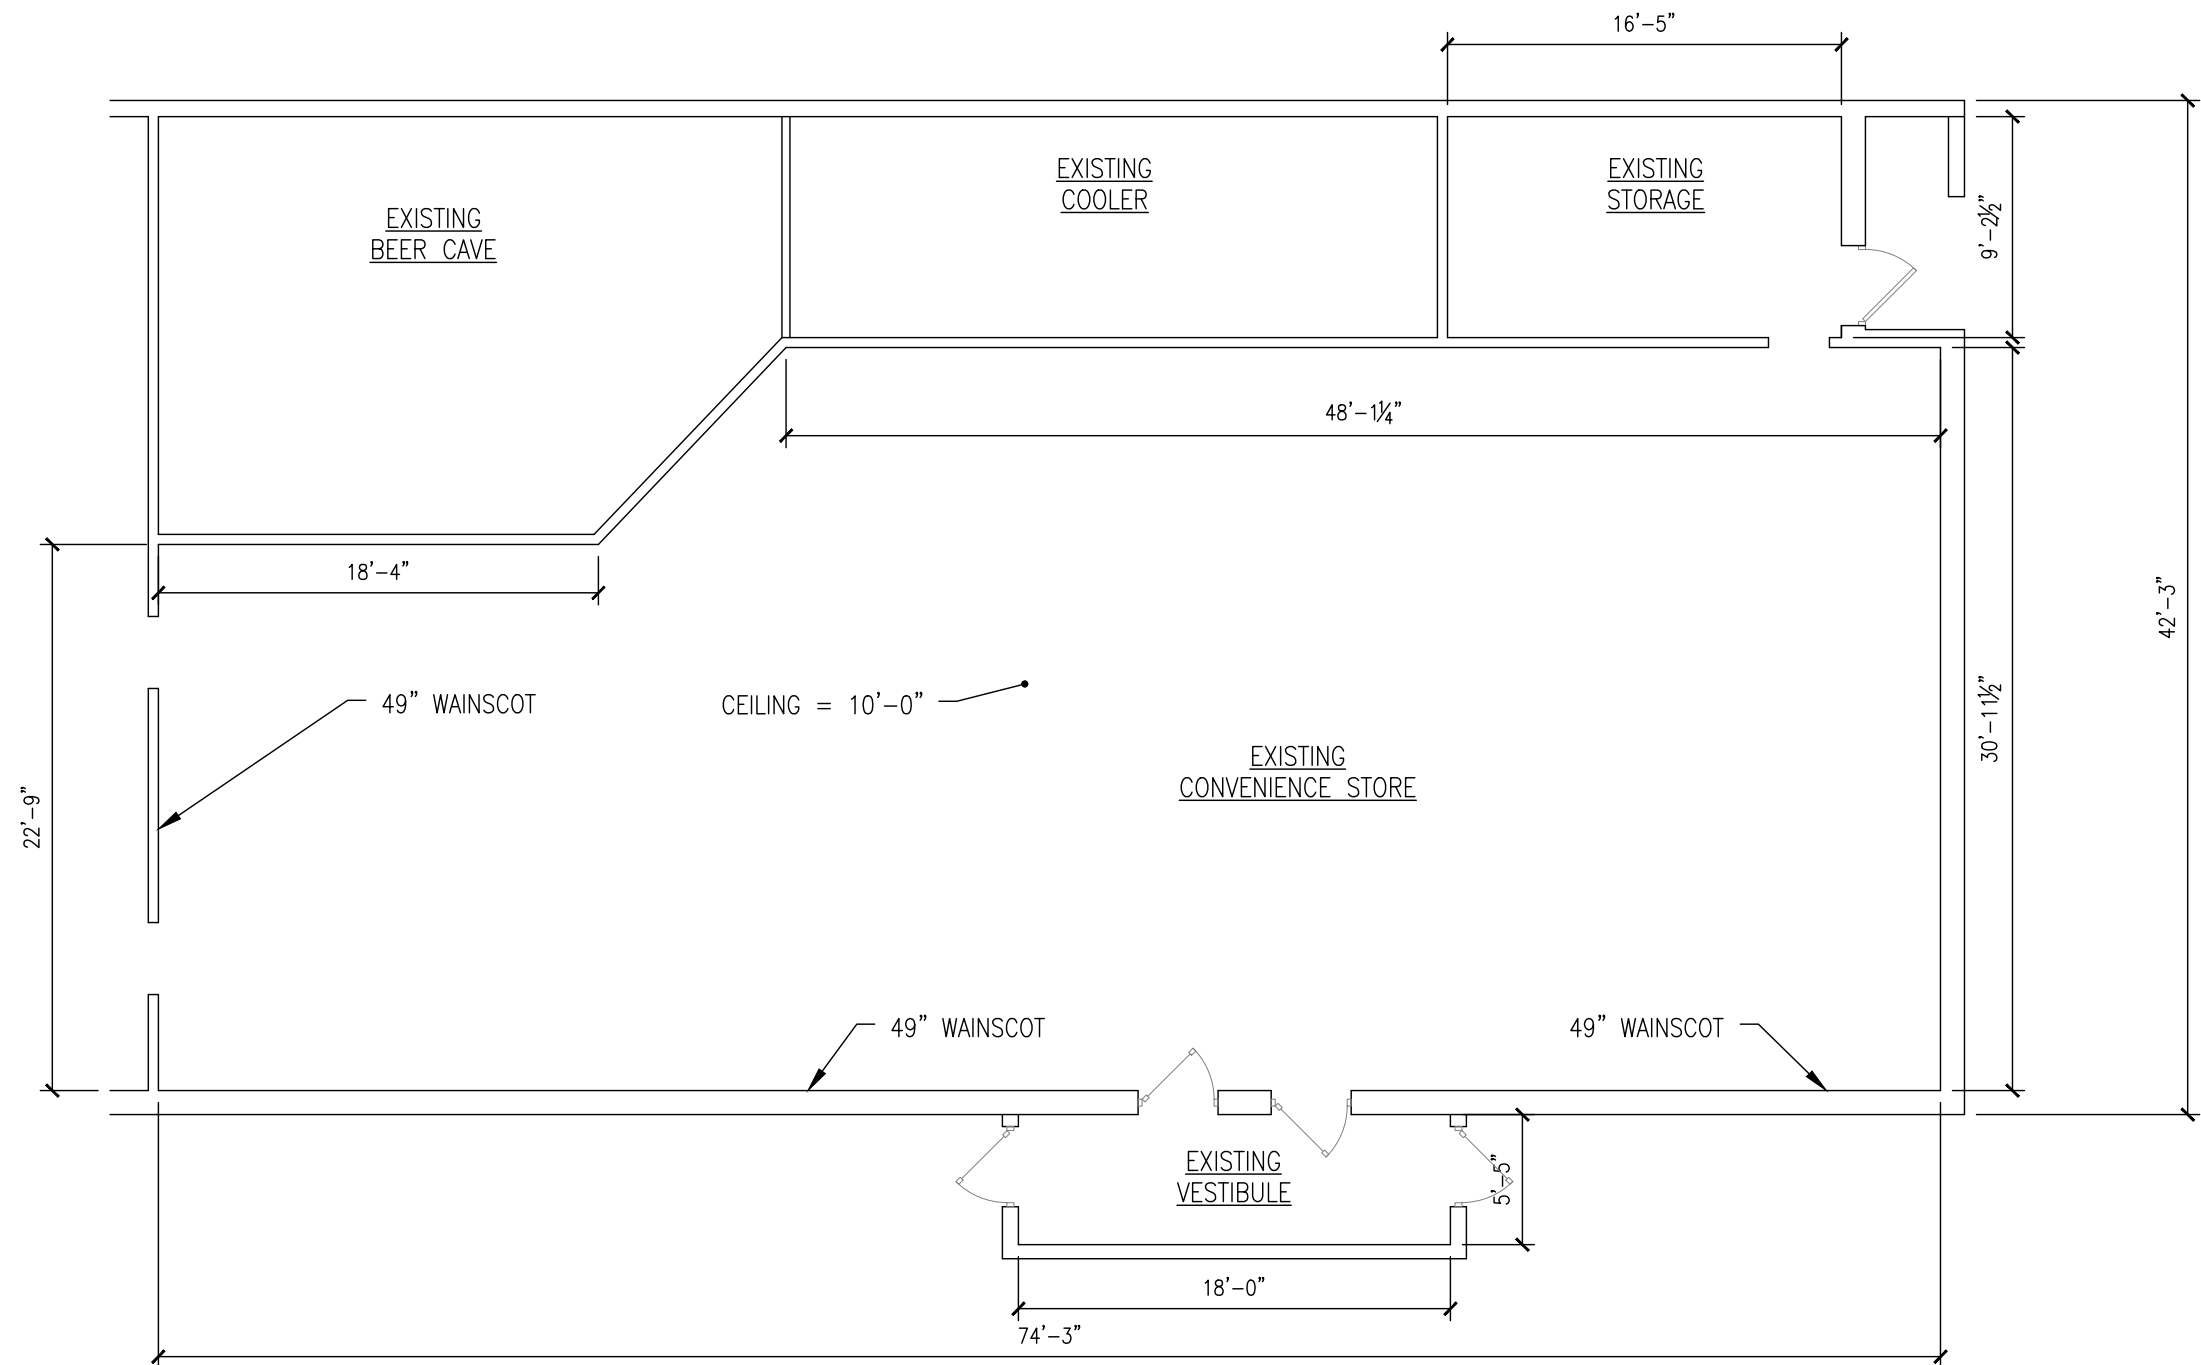 16'-5"
EXISTING
COOLER
EXISTING
STORAGE
EXISTING
BEER CAVE
9'-2½"
48'-1¼"
18'-4"
42'-3"
49" WAINSCOT
CEILING = 10'-0"
30'-11½"
EXISTING
CONVENIENCE STORE
22'-9"
49" WAINSCOT
49" WAINSCOT
EXISTING
VESTIBULE
5'-5"
18'-0"
74'-3"